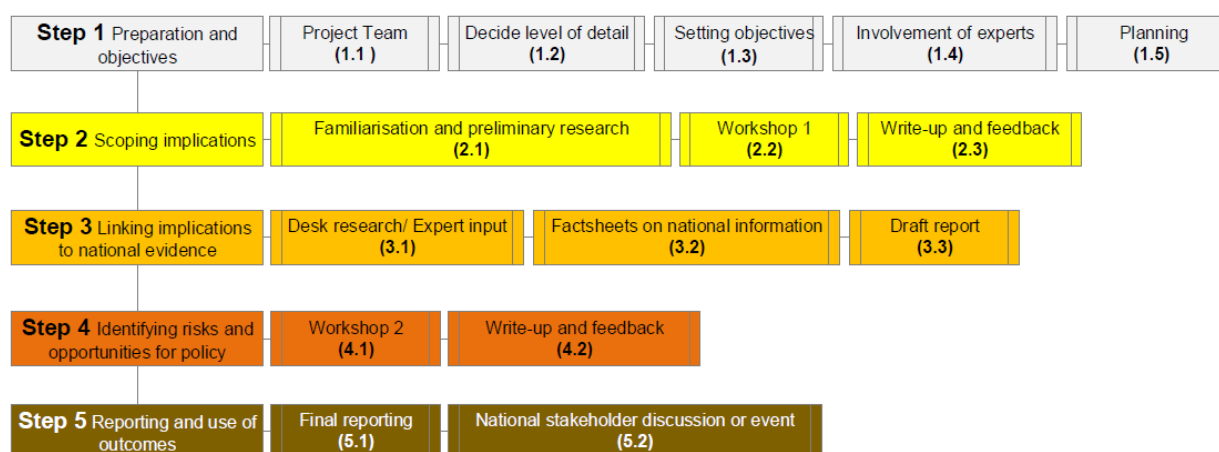 Step 1 Preparation and
objectives
Project Team
(1.1 )
Decide level of detail
(1.2)
Setting objectives
(1.3)
Involvement of experts
(1.4)
Planning
(1.5)
Step 2 Scoping implications
Familiarisation and preliminary research
(2.1)
Workshop 1
(2.2)
Write-up and feedback
(2.3)
Step 3 Linking implications
to national evidence
Desk research/ Expert input
(3.1)
Factsheets on national information
(3.2)
Draft report
(3.3)
Step 4 Identifying risks and
opportunities for policy
Workshop 2
(4.1)
Write-up and feedback
(4.2)
Step 5 Reporting and use of
outcomes
Final reporting
(5.1)
National stakeholder discussion or event
(5.2)